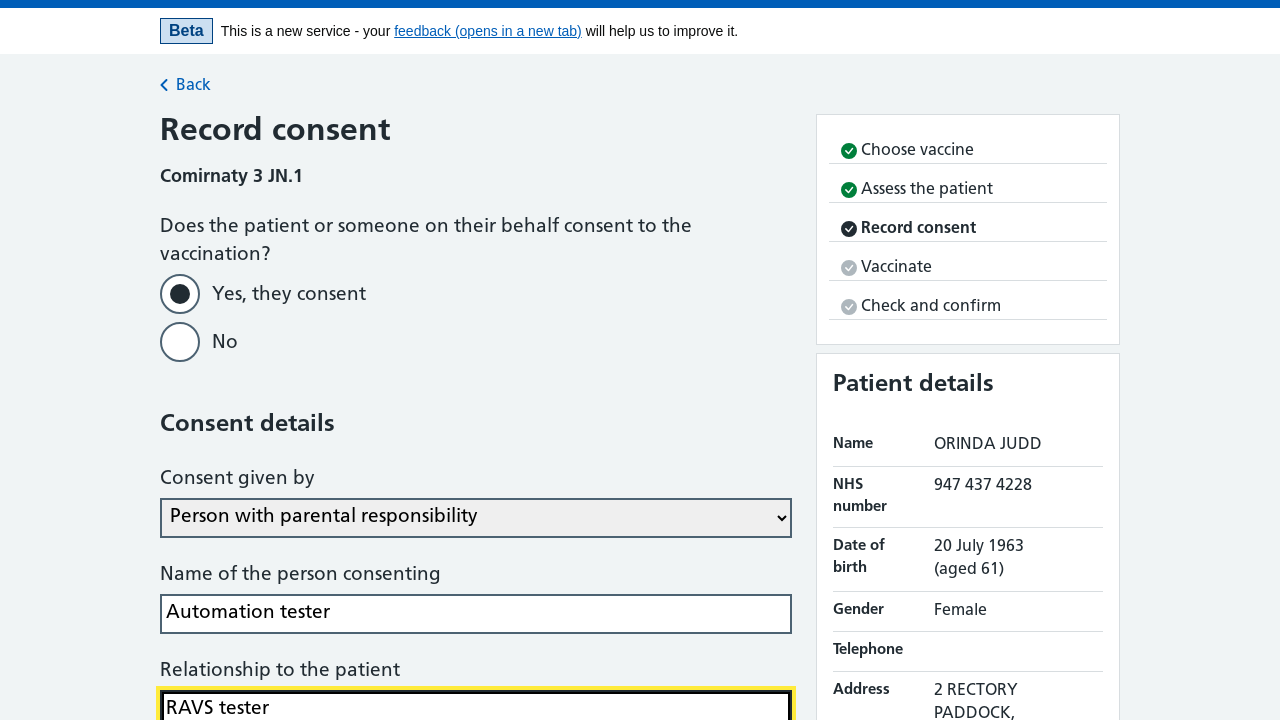 Beta This is a new service - your feedback (opens in a new tab) will help us to improve it.
Back
Record consent
Comirnaty 3 JN.1
Does the patient or someone on their behalf consent to the
vaccination?
Yes, they consent
No
Consent details
Consent given by
Person with parental responsibility
Name of the person consenting
Automation tester
Relationship to the patient
RAVS tester
Choose vaccine
Assess the patient
Record consent
Vaccinate
Check and confirm
Patient details
Name ORINDA JUDD
NHS 947 437 4228
number
Date of 20 July 1963
birth (aged 61)
Gender Female
Telephone
Address 2 RECTORY
PADDOCK,